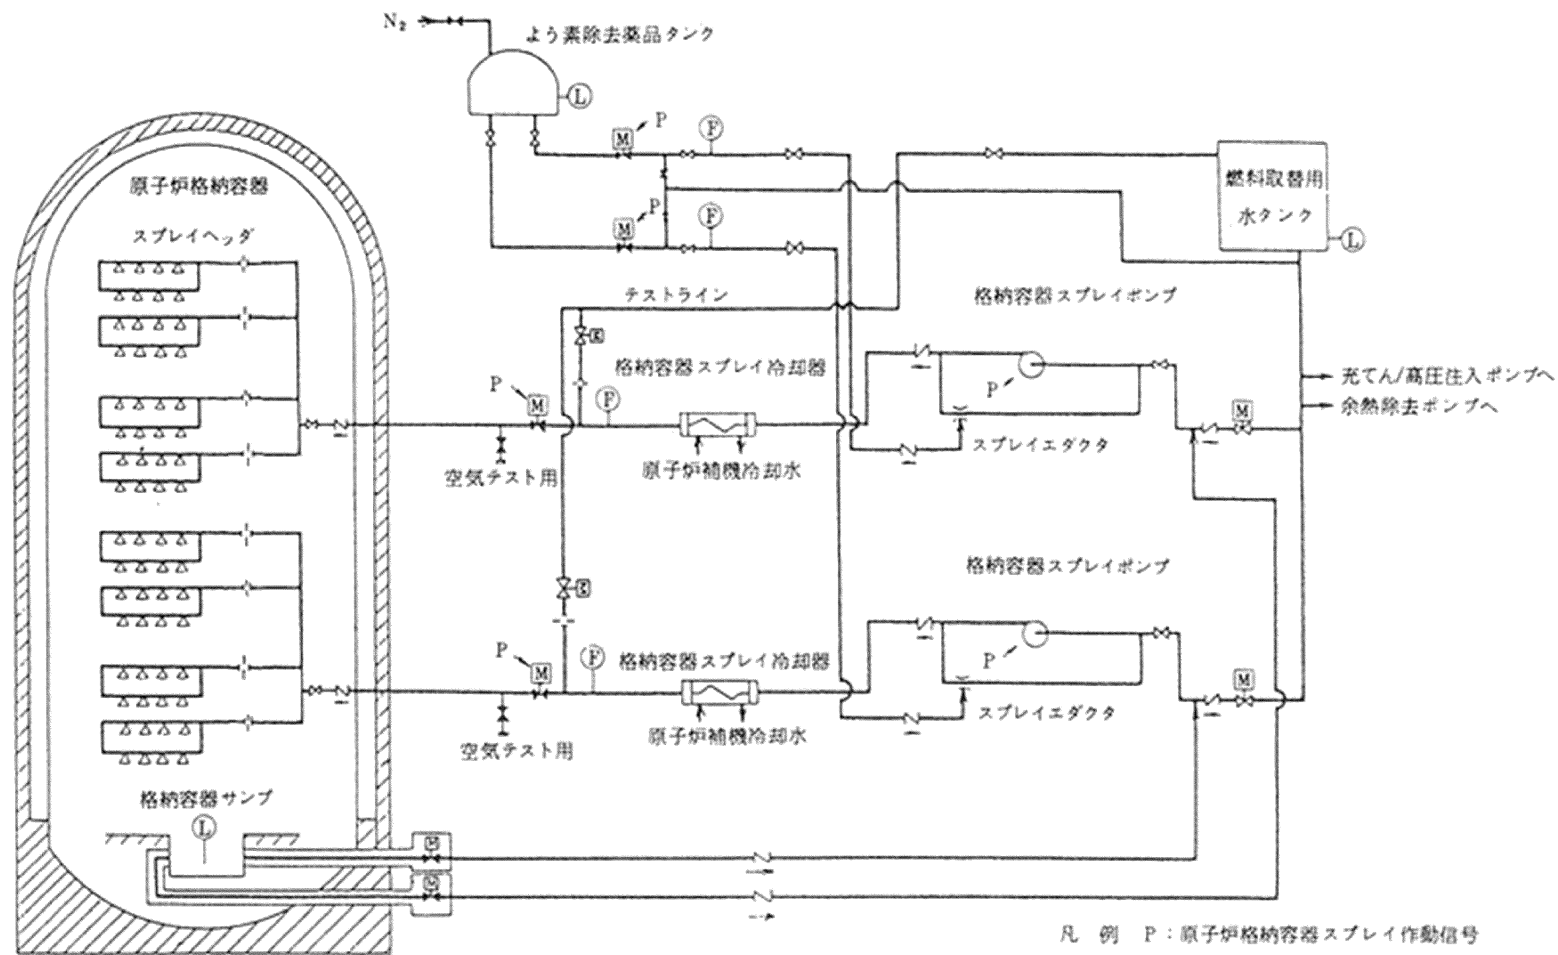 N₂
よう素除去薬品タンク
L
P
M
F
原子炉格納容器
燃料取替用
水タンク
スプレイヘッダ
P
M
F
L
テストライン
格納容器スプレイポンプ
格納容器スプレイ冷却器
P
M
F
P
充てん/高圧注入ポンプへ
余熱除去ポンプへ
M
スプレイエダクタ
空気テスト用
原子炉補機冷却水
格納容器スプレイポンプ
P
M
F
格納容器スプレイ冷却器
P
M
スプレイエダクタ
空気テスト用
原子炉補機冷却水
格納容器サンプ
L
凡 例 P:原子炉格納容器スプレイ作動信号